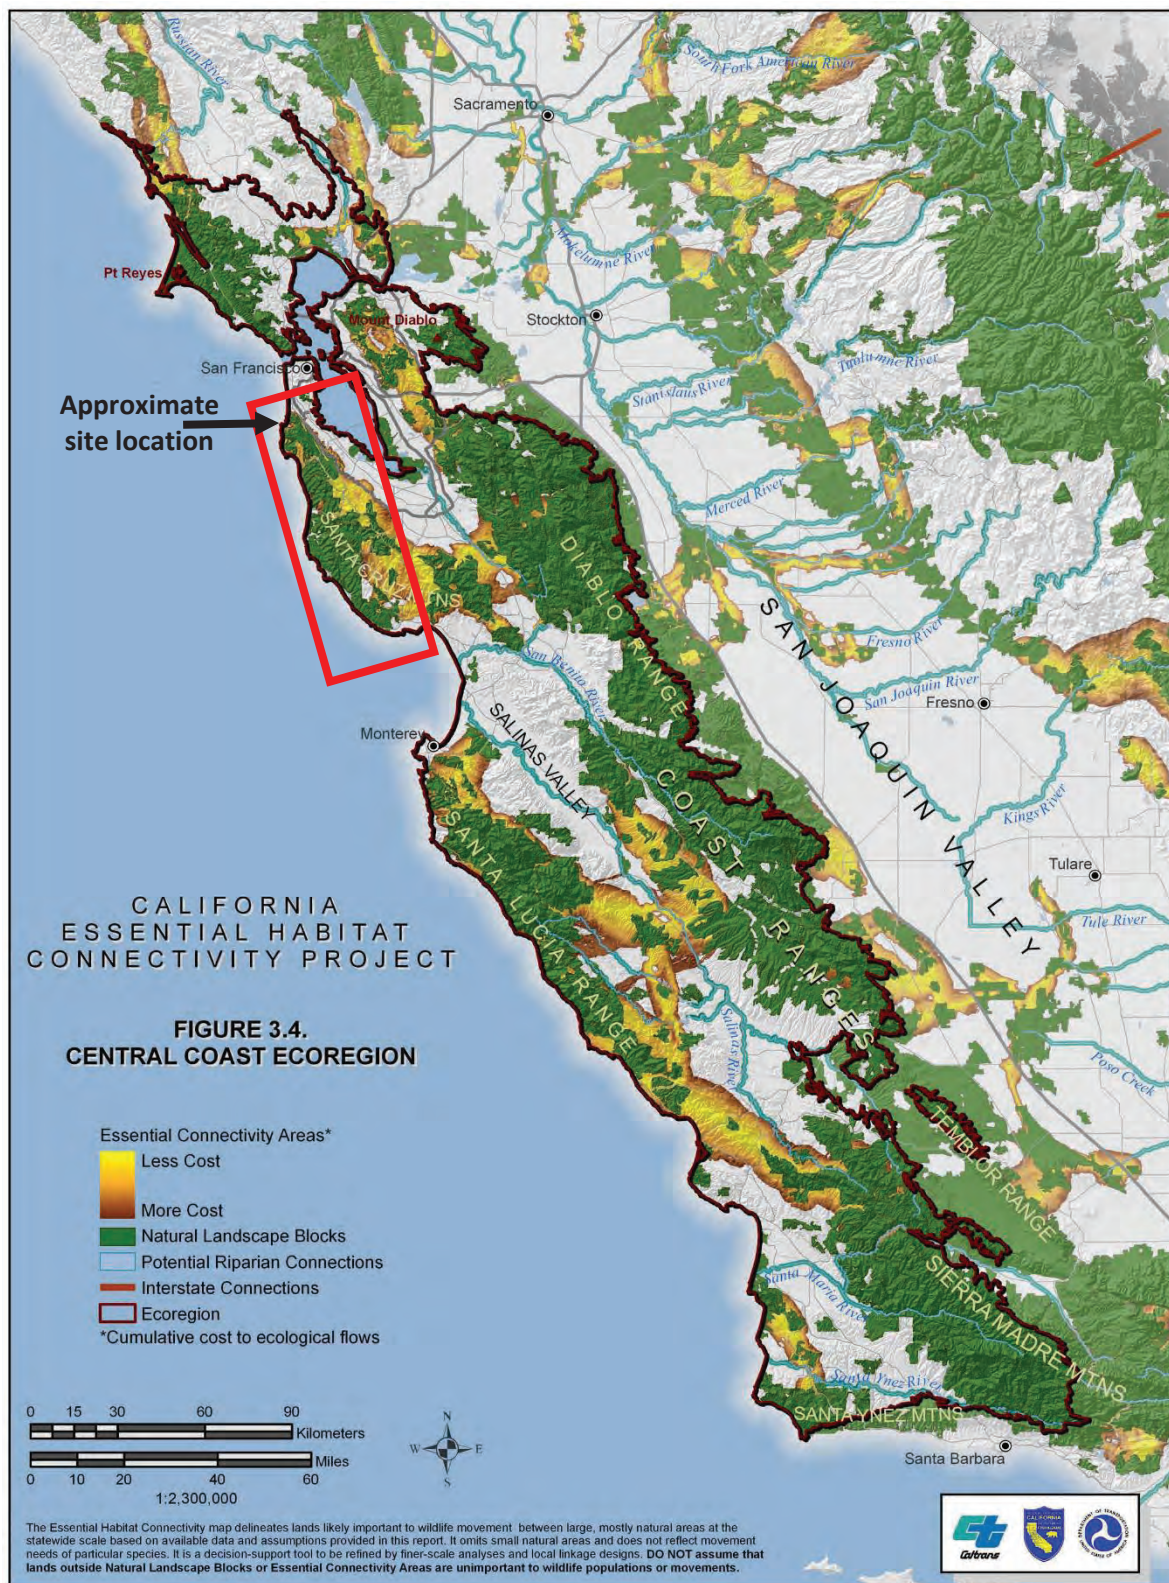 Russian River
South Fork American River
Sacramento
Mokelumne River
Pt Reyes
Mount Diablo
Stockton
San Francisco
Tuolumne River
Stanislaus River
Approximate
site location
Merced River
SANTA CRUZ MTNS
DIABLO RANGE
SAN JOAQUIN VALLEY
Fresno River
San Benito River
San Joaquin River
Fresno
SALINAS VALLEY
Monterey
COAST RANGES
Kings River
SANTA LUCIA RANGE
Tulare
Tule River
CALIFORNIA
ESSENTIAL HABITAT
CONNECTIVITY PROJECT
FIGURE 3.4.
CENTRAL COAST ECOREGION
Salinas River
Poso Creek
TEMBLOR RANGE
Essential Connectivity Areas*
Less Cost
More Cost
Natural Landscape Blocks
Potential Riparian Connections
Interstate Connections
Ecoregion
*Cumulative cost to ecological flows
Santa Maria River
SIERRA MADRE MTNS
Santa Ynez River
SANTA YNEZ MTNS
Santa Barbara
0 15 30 60 90
Kilometers
Miles
0 10 20 40 60
1:2,300,000
N
W E
S
The Essential Habitat Connectivity map delineates lands likely important to wildlife movement between large, mostly natural areas at the
statewide scale based on available data and assumptions provided in this report. It omits small natural areas and does not reflect movement
needs of particular species. It is a decision-support tool to be refined by finer-scale analyses and local linkage designs. DO NOT assume that
lands outside Natural Landscape Blocks or Essential Connectivity Areas are unimportant to wildlife populations or movements.
Caltrans
CALIFORNIA